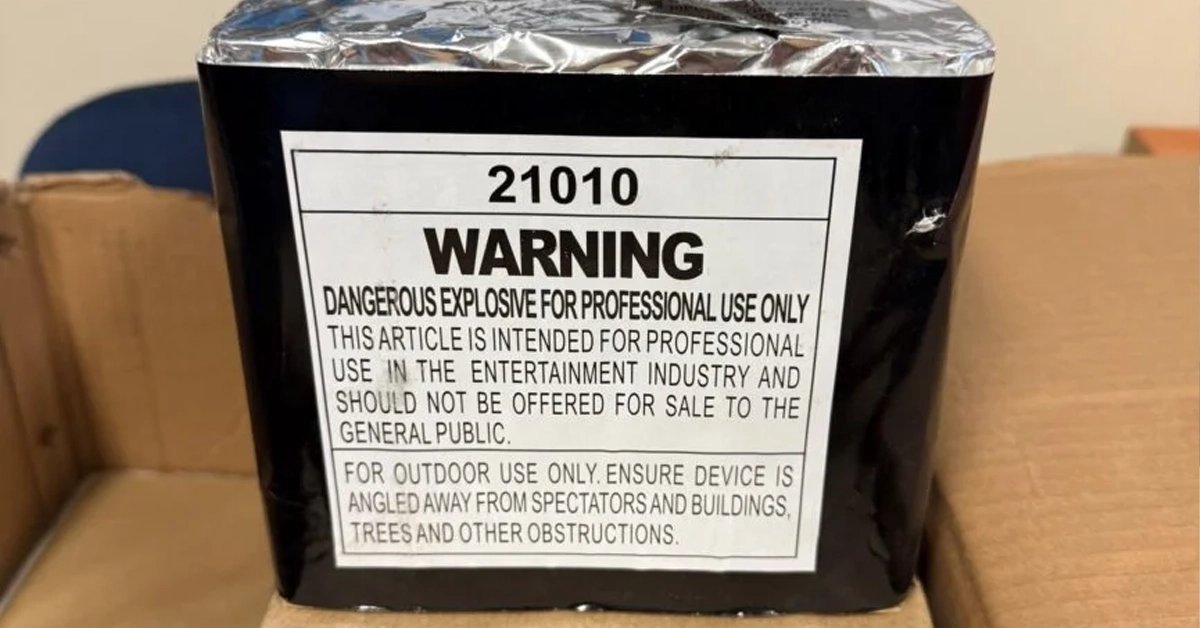 21010
WARNING
DANGEROUS EXPLOSIVE FOR PROFESSIONAL USE ONLY
THIS ARTICLE IS INTENDED FOR PROFESSIONAL
USE IN THE ENTERTAINMENT INDUSTRY AND
SHOULD NOT BE OFFERED FOR SALE TO THE
GENERAL PUBLIC.
FOR OUTDOOR USE ONLY. ENSURE DEVICE IS
ANGLED AWAY FROM SPECTATORS AND BUILDINGS,
TREES AND OTHER OBSTRUCTIONS.